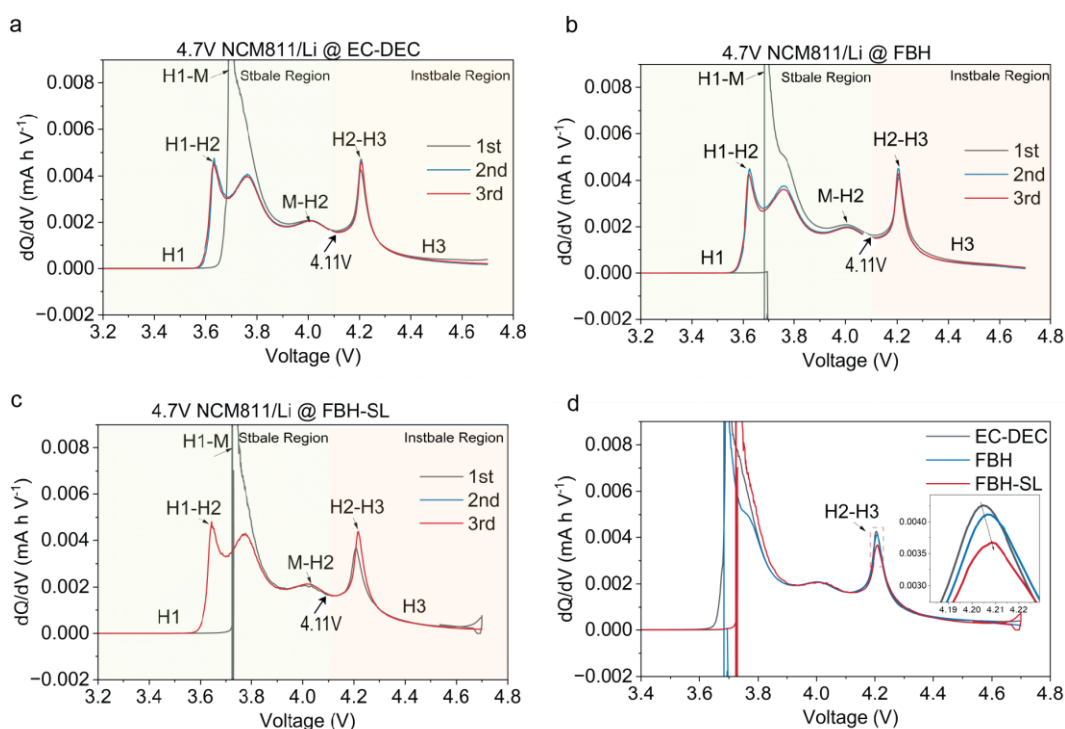 a
4.7V NCM811/Li @ EC-DEC
dQ/dV (mA h V⁻¹)
0.008
0.006
0.004
0.002
0.000
−0.002
H1-M
Stbale Region
Instbale Region
H1-H2
H2-H3
1st
2nd
3rd
M-H2
H1
4.11V
H3
3.2 3.4 3.6 3.8 4.0 4.2 4.4 4.6 4.8
Voltage (V)
b
4.7V NCM811/Li @ FBH
dQ/dV (mA h V⁻¹)
0.008
0.006
0.004
0.002
0.000
−0.002
H1-M
Stbale Region
Instbale Region
H1-H2
H2-H3
1st
2nd
3rd
M-H2
H1
4.11V
H3
3.2 3.4 3.6 3.8 4.0 4.2 4.4 4.6 4.8
Voltage (V)
c
4.7V NCM811/Li @ FBH-SL
dQ/dV (mA h V⁻¹)
0.008
0.006
0.004
0.002
0.000
−0.002
H1-M
Stbale Region
Instbale Region
H1-H2
H2-H3
1st
2nd
3rd
M-H2
H1
4.11V
H3
3.2 3.4 3.6 3.8 4.0 4.2 4.4 4.6 4.8
Voltage (V)
d
dQ/dV (mA h V⁻¹)
0.008
0.006
0.004
0.002
0.000
−0.002
EC-DEC
FBH
FBH-SL
H2-H3
0.0040
0.0035
0.0030
4.19 4.20 4.21 4.22
3.4 3.6 3.8 4.0 4.2 4.4 4.6 4.8
Voltage (V)